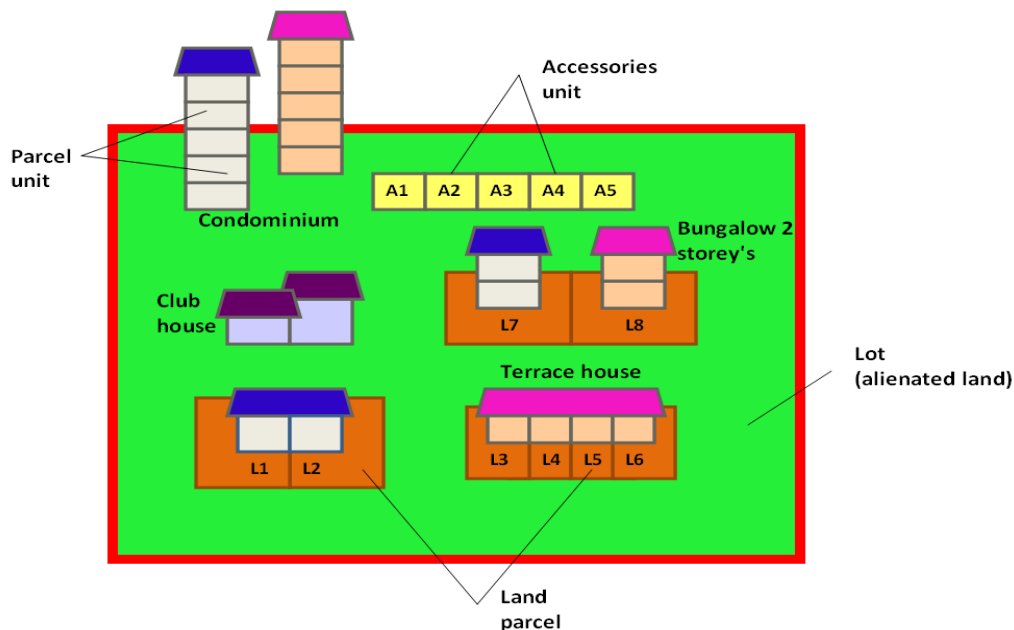 Accessories
unit
Parcel
unit
A1 A2 A3 A4 A5
Condominium
Bungalow 2
storey's
Club
house
L7 L8
Lot
(alienated land)
Terrace house
L1 L2
L3 L4 L5 L6
Land
parcel